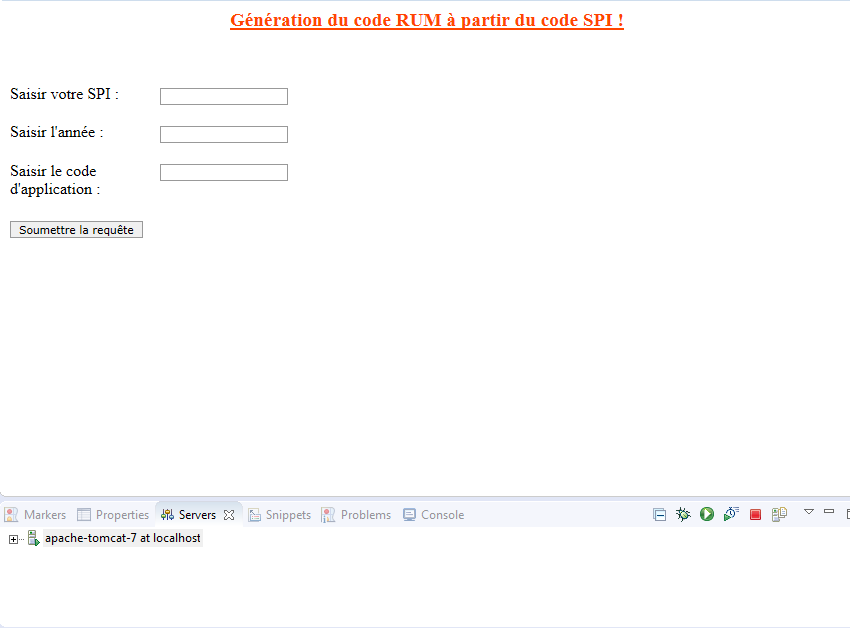 Génération du code RUM à partir du code SPI !
Saisir votre SPI :
Saisir l'année :
Saisir le code
d'application :
Soumettre la requête
Markers Properties Servers Snippets Problems Console
apache-tomcat-7 at localhost